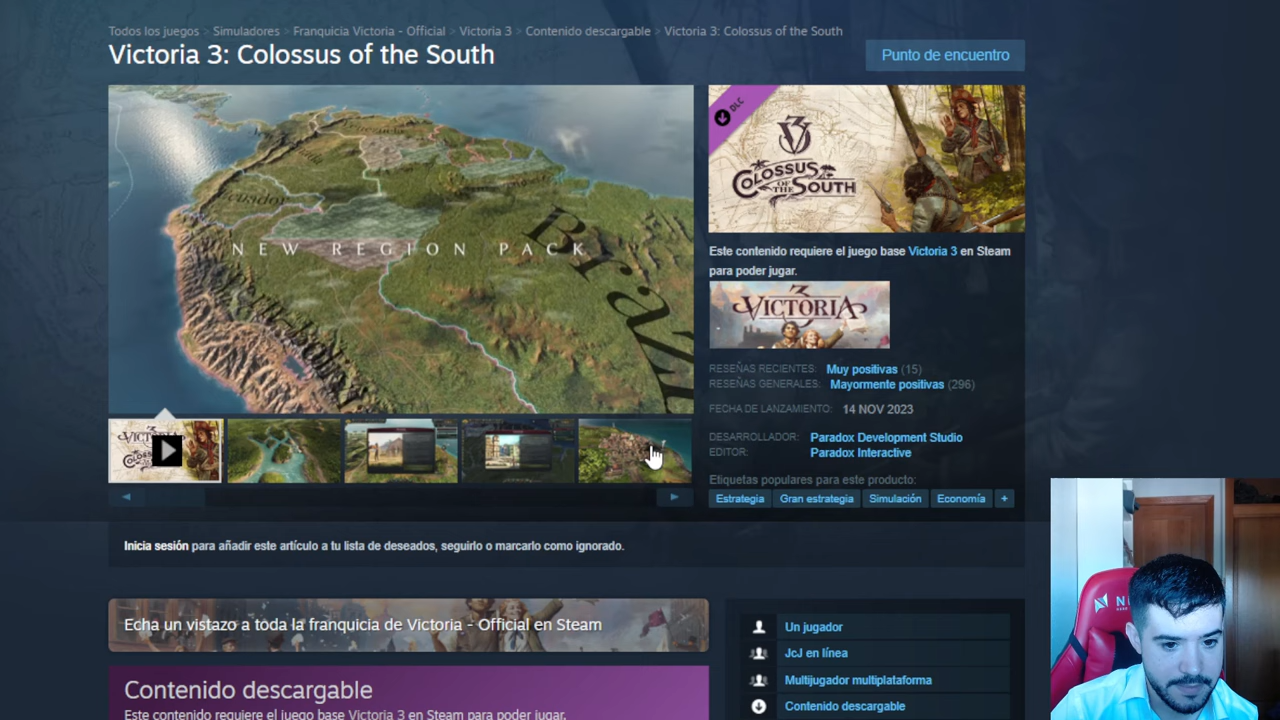 Todos los juegos > Simuladores > Franquicia Victoria - Official > Victoria 3 > Contenido descargable > Victoria 3: Colossus of the South
Victoria 3: Colossus of the South
Punto de encuentro
Ecuador
NEW REGION PACK
Brazil
DLC
V3
COLOSSUS OF THE SOUTH
Este contenido requiere el juego base Victoria 3 en Steam
para poder jugar.
VICTORIA 3
RESEÑAS RECIENTES: Muy positivas (15)
RESEÑAS GENERALES: Mayormente positivas (296)
FECHA DE LANZAMIENTO: 14 NOV 2023
DESARROLLADOR: Paradox Development Studio
EDITOR: Paradox Interactive
Etiquetas populares para este producto:
Estrategia Gran estrategia Simulación Economía +
Inicia sesión para añadir este artículo a tu lista de deseados, seguirlo o marcarlo como ignorado.
Echa un vistazo a toda la franquicia de Victoria - Official en Steam
Un jugador
JcJ en línea
Multijugador multiplataforma
Contenido descargable
Contenido descargable
Este contenido requiere el juego base Victoria 3 en Steam para poder jugar.